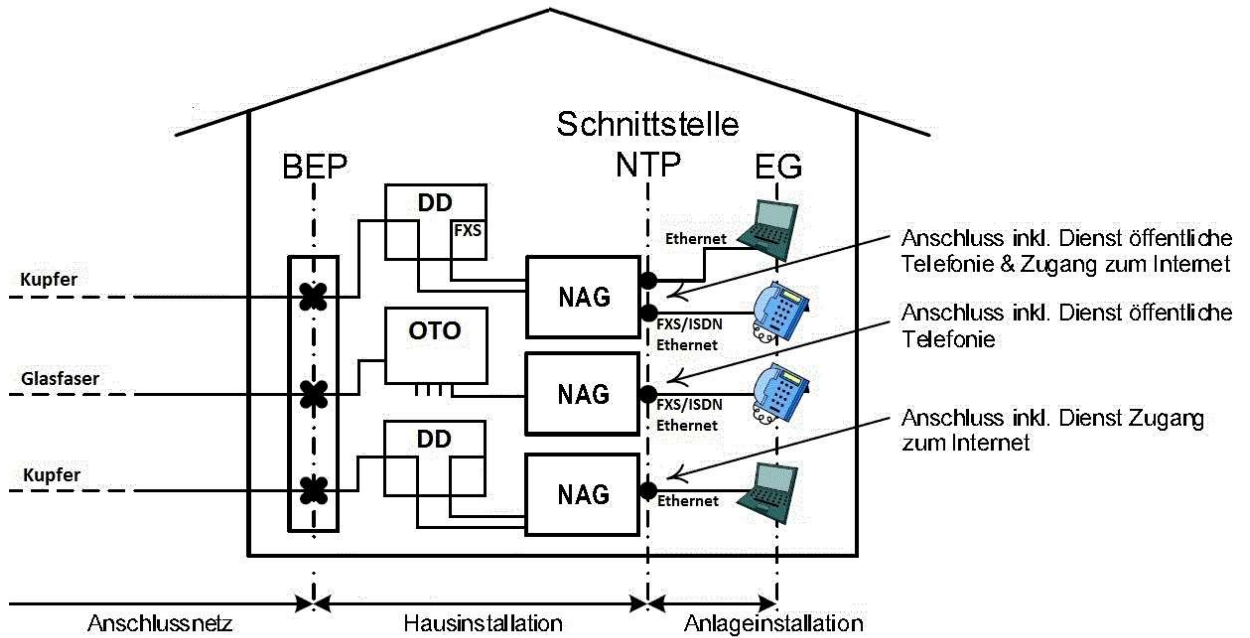 Schnittstelle
BEP
NTP
EG
DD
FXS
Ethernet
Kupfer
NAG
FXS/ISDN
Ethernet
Anschluss inkl. Dienst öffentliche
Telefonie & Zugang zum Internet
OTO
Glasfaser
NAG
FXS/ISDN
Ethernet
Anschluss inkl. Dienst öffentliche
Telefonie
DD
Kupfer
NAG
Ethernet
Anschluss inkl. Dienst Zugang
zum Internet
Anschlussnetz
Hausinstallation
Anlageinstallation